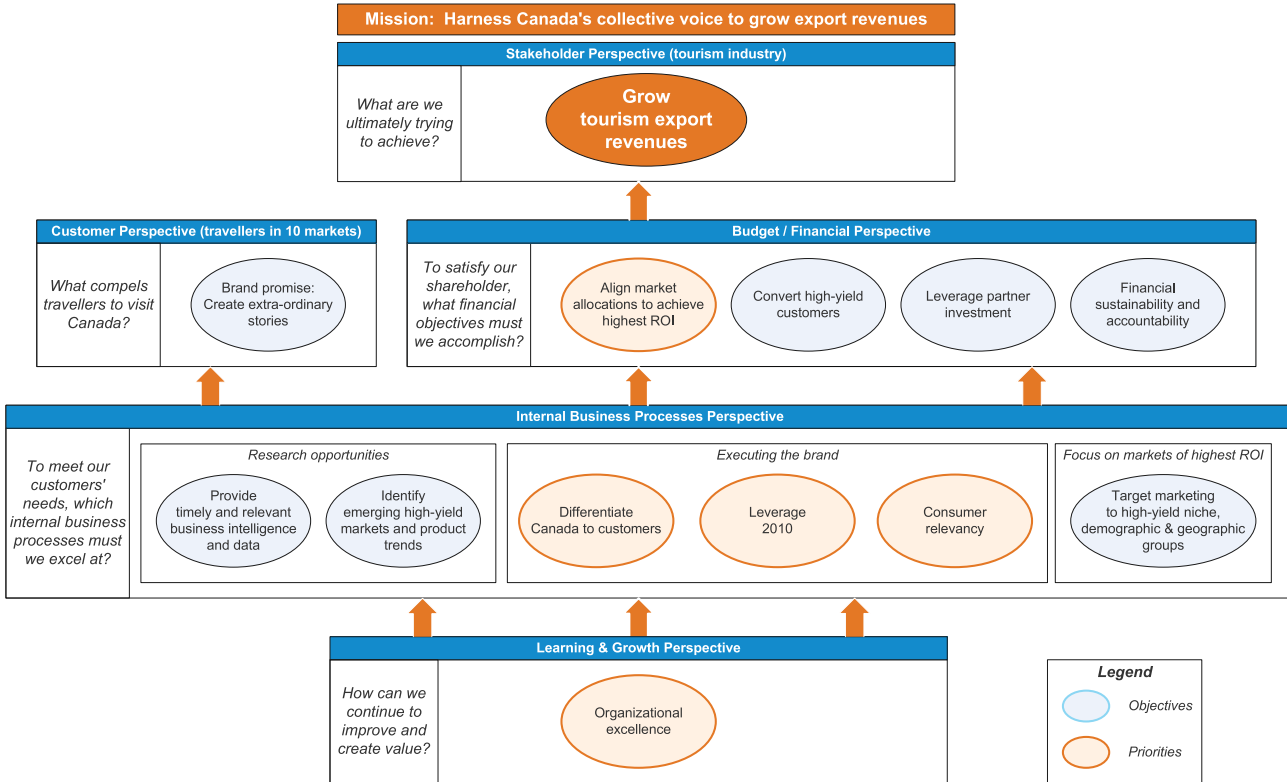 Mission:  Harness Canada's collective voice to grow export revenues
Stakeholder Perspective (tourism industry)
What are we
ultimately trying
to achieve?
Grow
tourism export
revenues
Customer Perspective (travellers in 10 markets)
What compels
travellers to visit
Canada?
Brand promise:
Create extra-ordinary
stories
Budget / Financial Perspective
To satisfy our
shareholder,
what financial
objectives must
we accomplish?
Align market
allocations to achieve
highest ROI
Convert high-yield
customers
Leverage partner
investment
Financial
sustainability and
accountability
Internal Business Processes Perspective
To meet our
customers'
needs, which
internal business
processes must
we excel at?
Research opportunities
Provide
timely and relevant
business intelligence
and data
Identify
emerging high-yield
markets and product
trends
Executing the brand
Differentiate
Canada to customers
Leverage
2010
Consumer
relevancy
Focus on markets of highest ROI
Target marketing
to high-yield niche,
demographic & geographic
groups
Learning & Growth Perspective
How can we
continue to
improve and
create value?
Organizational
excellence
Legend
Objectives
Priorities